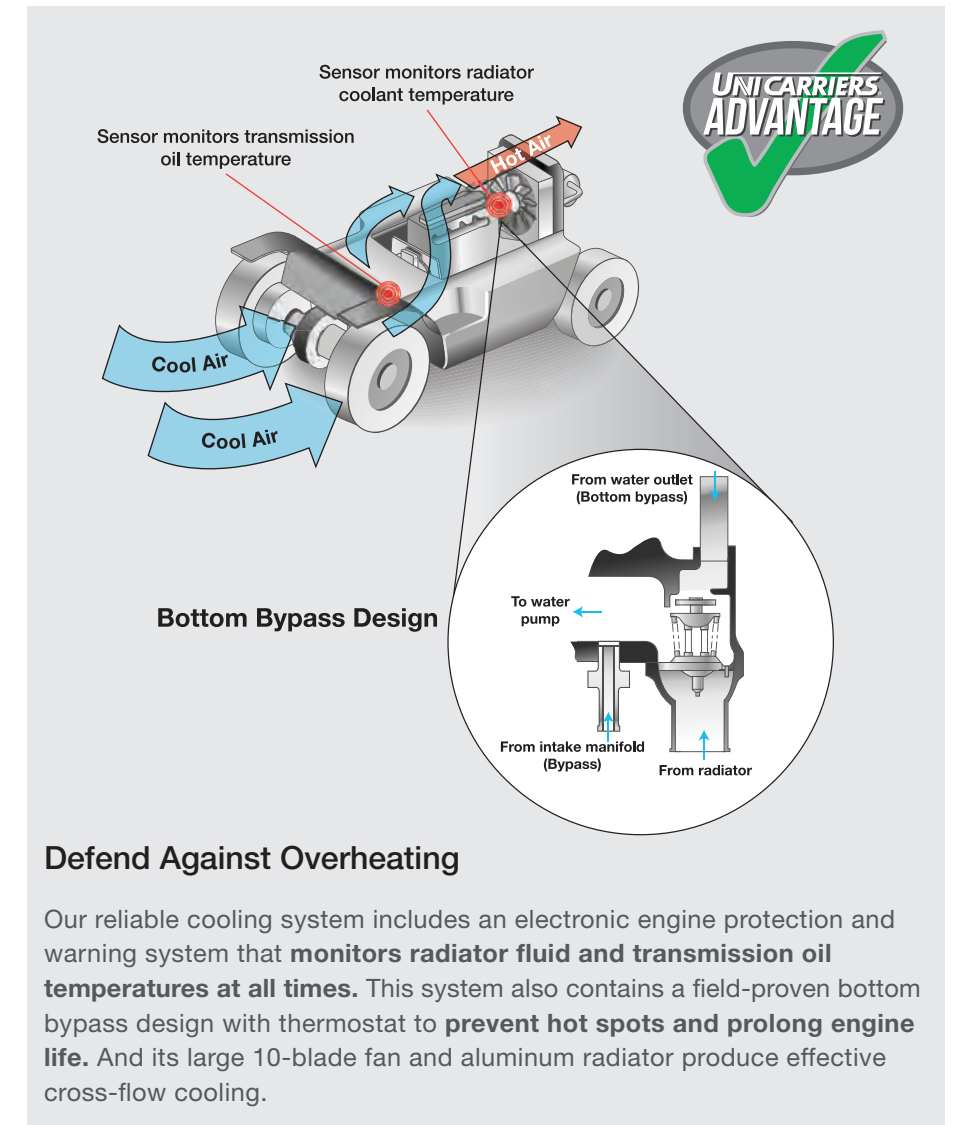 Sensor monitors radiator
coolant temperature
UNICARRIERS
ADVANTAGE
Sensor monitors transmission
oil temperature
Hot Air
Cool Air
Cool Air
From water outlet
(Bottom bypass)
To water
pump
Bottom Bypass Design
From intake manifold
(Bypass)
From radiator
Defend Against Overheating
Our reliable cooling system includes an electronic engine protection and
warning system that monitors radiator fluid and transmission oil
temperatures at all times. This system also contains a field-proven bottom
bypass design with thermostat to prevent hot spots and prolong engine
life. And its large 10-blade fan and aluminum radiator produce effective
cross-flow cooling.